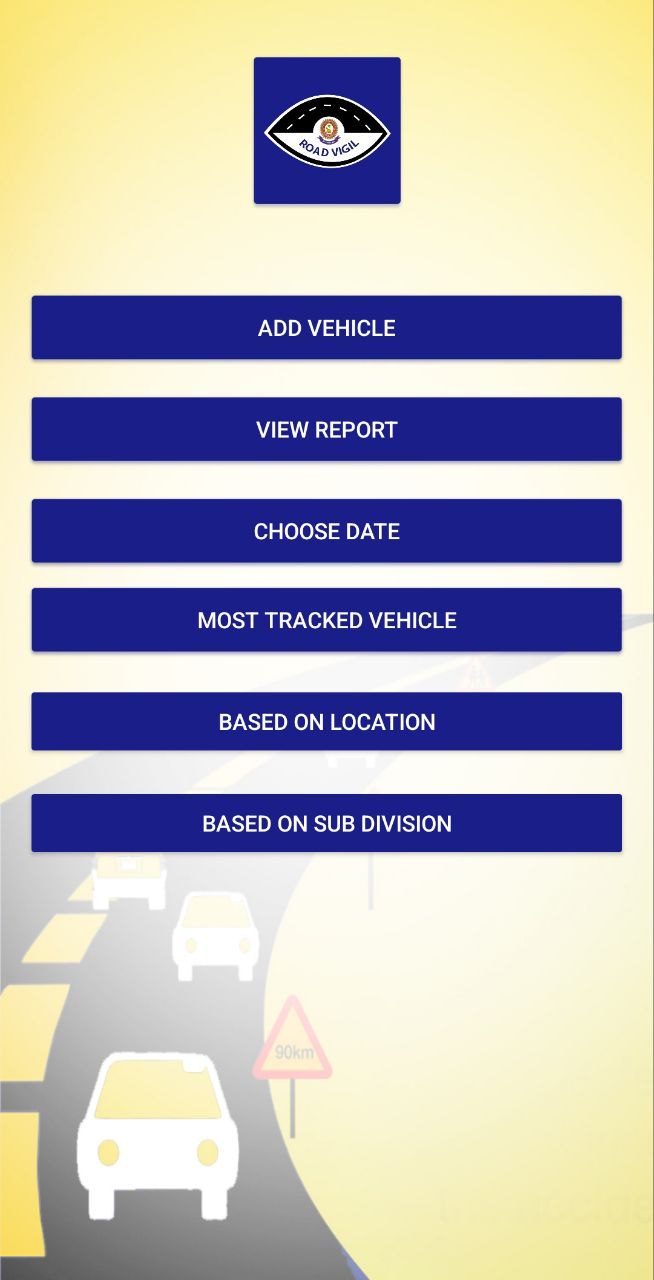 ROAD VIGIL
ADD VEHICLE
VIEW REPORT
CHOOSE DATE
MOST TRACKED VEHICLE
BASED ON LOCATION
BASED ON SUB DIVISION
90km